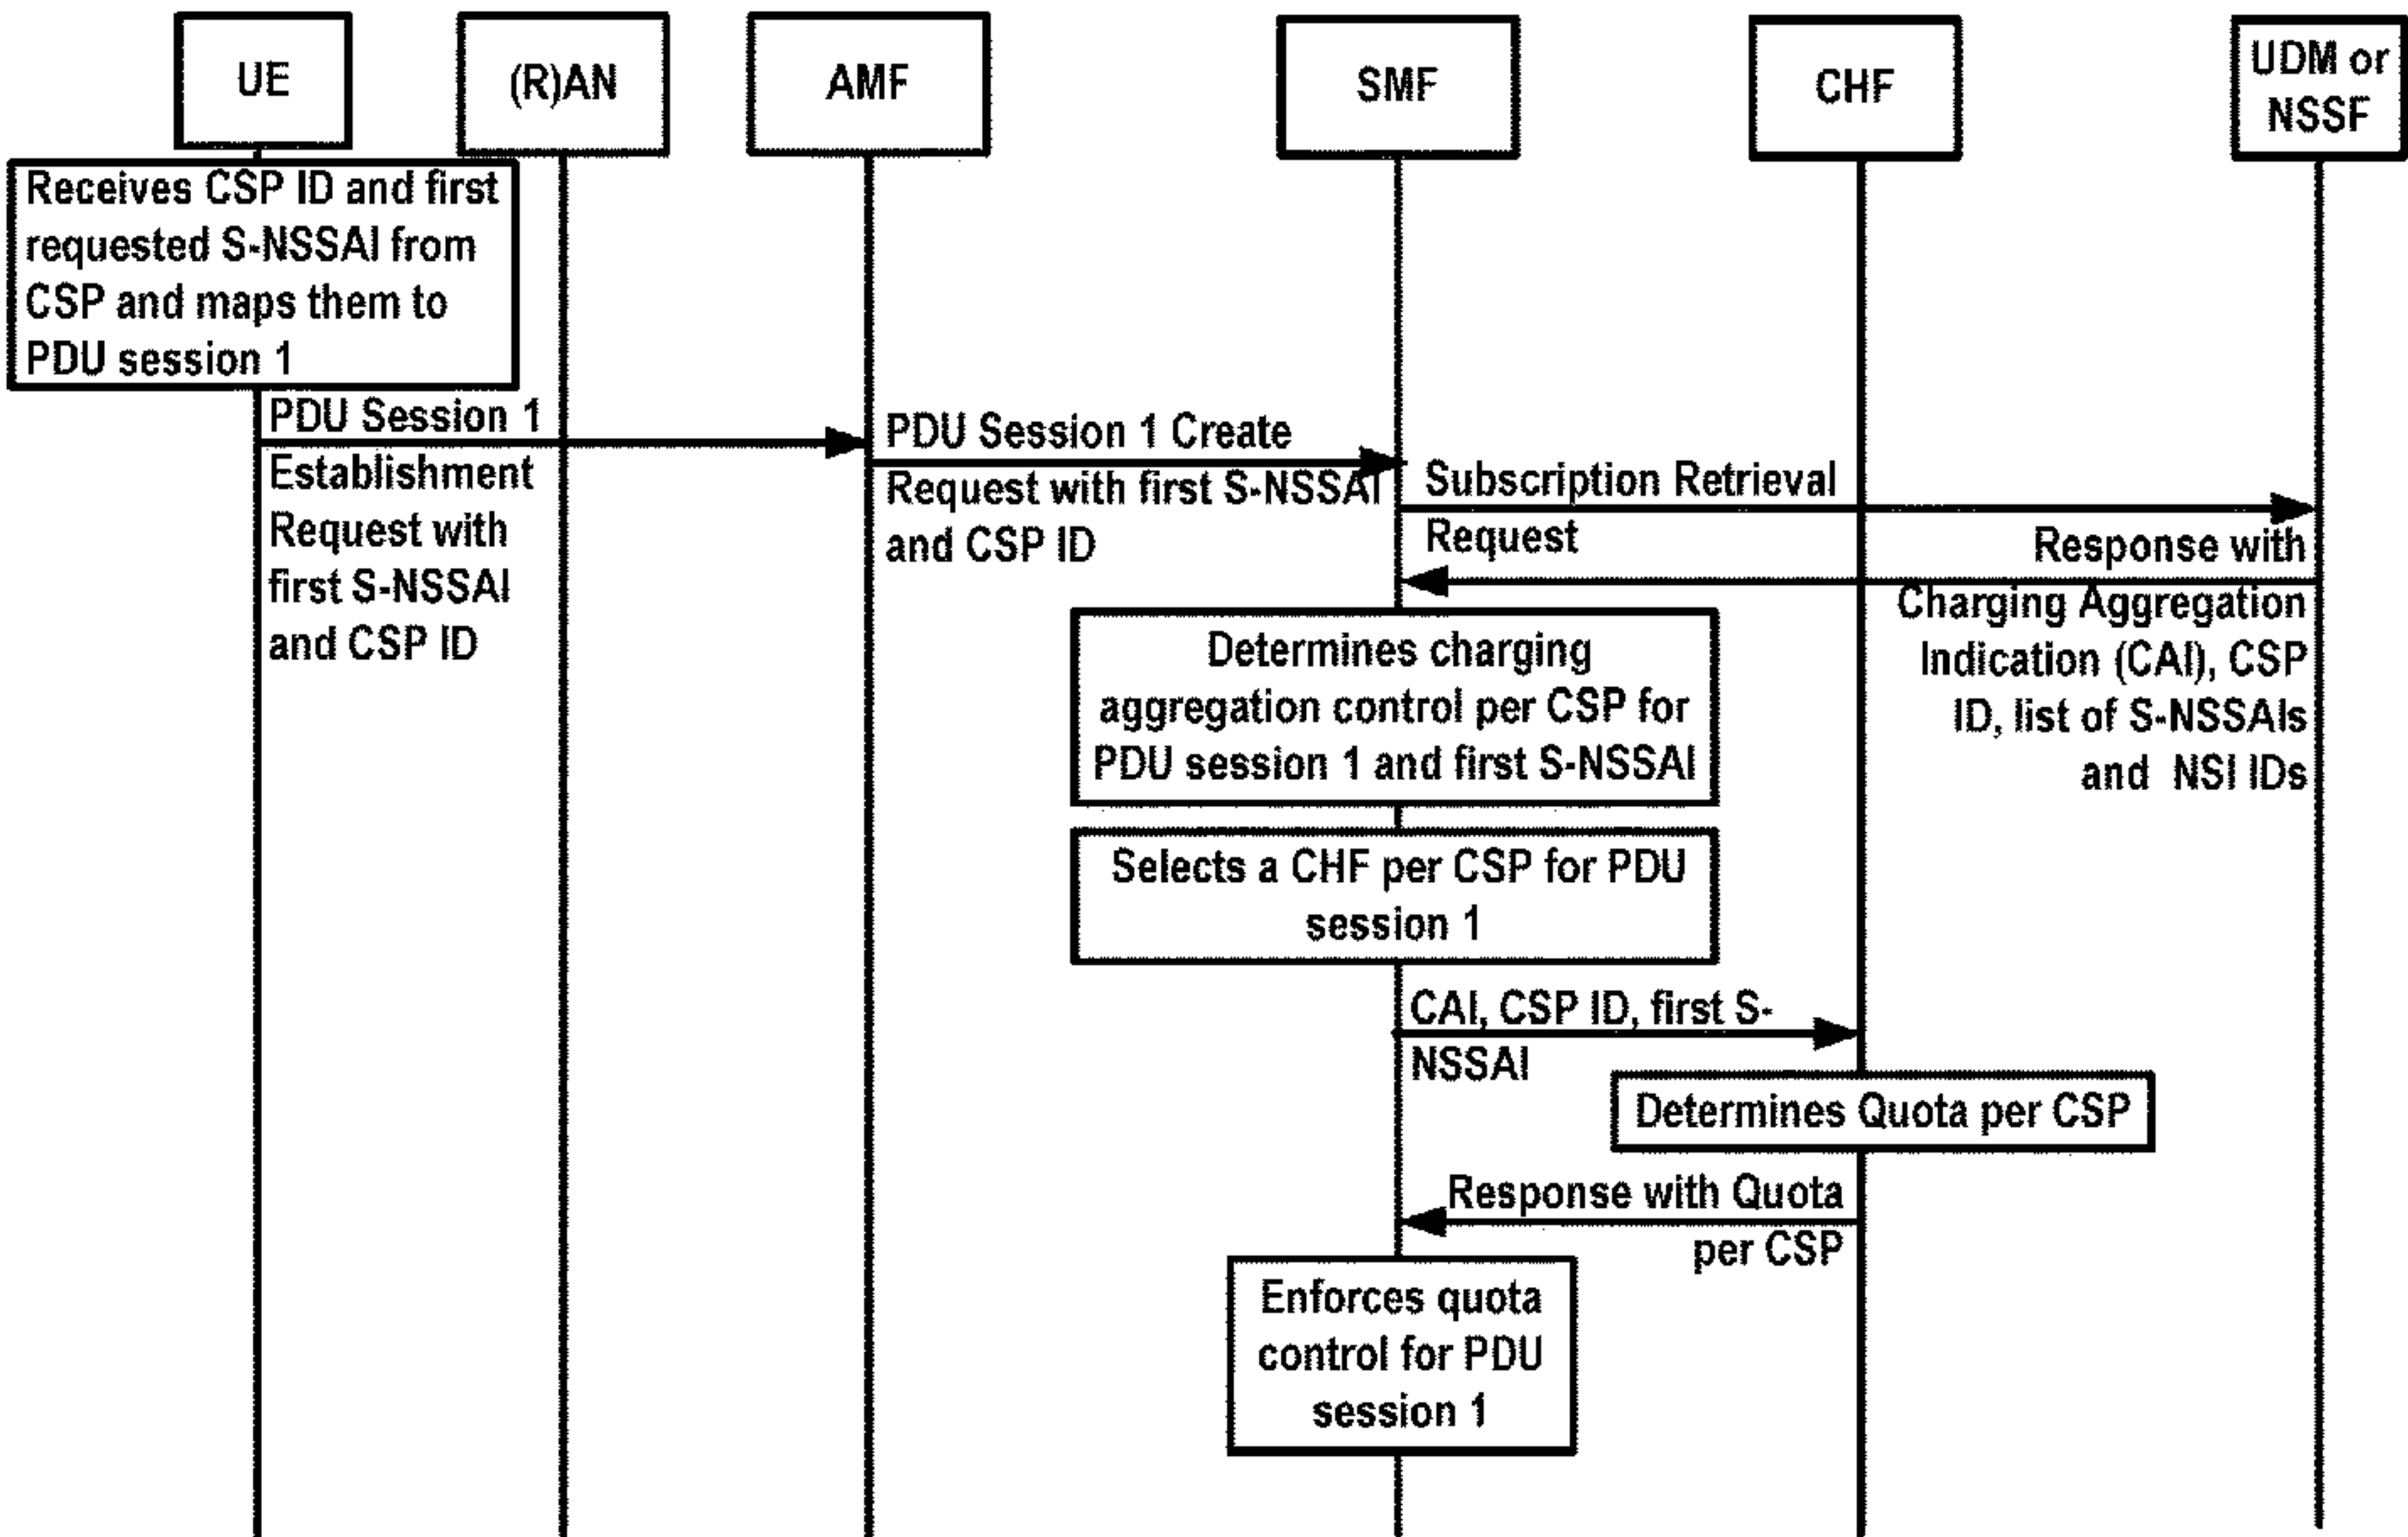 UE
(R)AN
AMF
SMF
CHF
UDM or
NSSF
Receives CSP ID and first
requested S-NSSAI from
CSP and maps them to
PDU session 1
PDU Session 1
Establishment
Request with
first S-NSSAI
and CSP ID
PDU Session 1 Create
Request with first S-NSSAI
and CSP ID
Subscription Retrieval
Request
Response with
Charging Aggregation
Indication (CAI), CSP
ID, list of S-NSSAIs
and NSI IDs
Determines charging
aggregation control per CSP for
PDU session 1 and first S-NSSAI
Selects a CHF per CSP for PDU
session 1
CAI, CSP ID, first S-
NSSAI
Determines Quota per CSP
Response with Quota
per CSP
Enforces quota
control for PDU
session 1